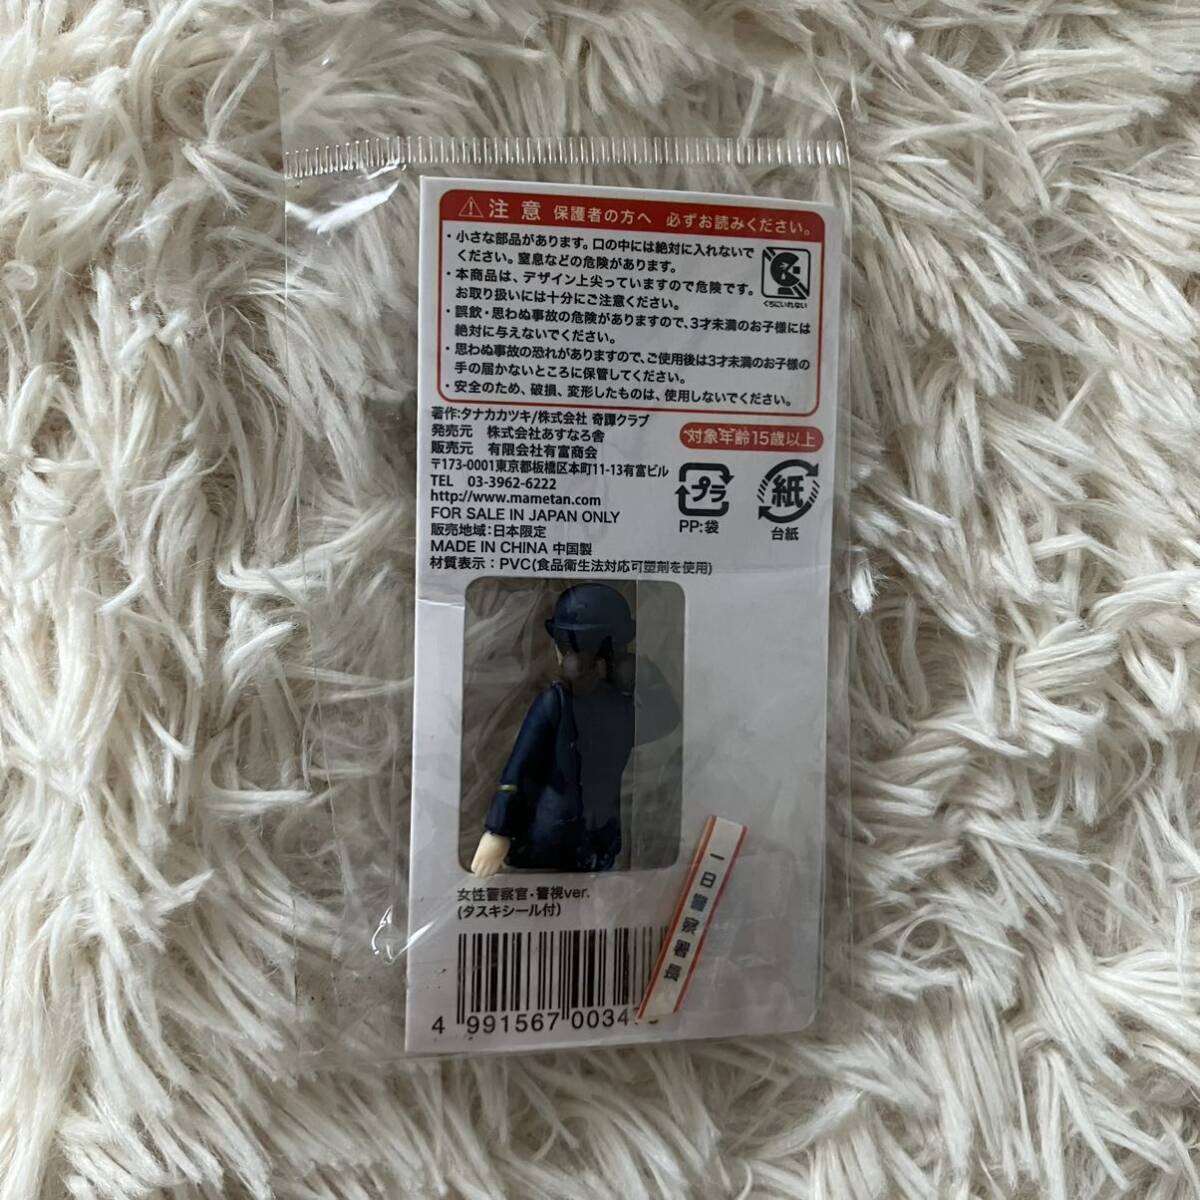 注意 保護者の方へ 必ずお読みください。
・小さな部品があります。口の中には絶対に入れないで
ください。窒息などの危険があります。
・本商品は、デザイン上尖っていますので危険です。
お取り扱いには十分にご注意ください。
くちにいれない
・誤飲・思わぬ事故の危険がありますので、3才未満のお子様には
絶対に与えないでください。
・思わぬ事故の恐れがありますので、ご使用後は3才未満のお子様の
手の届かないところに保管してください。
・安全のため、破損、変形したものは、使用しないでください。
著作:タナカカツキ/株式会社 奇譚クラブ
発売元 株式会社あすなろ舎
販売元 有限会社有富商会
〒173-0001東京都板橋区本町11-13有富ビル
TEL 03-3962-6222
http://www.mametan.com
FOR SALE IN JAPAN ONLY
販売地域:日本限定
MADE IN CHINA 中国製
材質表示：PVC(食品衛生法対応可塑剤を使用)
対象年齢15歳以上
プラ
PP:袋
紙
台紙
女性警察官・警視ver.
(タスキシール付)
一日警察署長
4 991567 00347